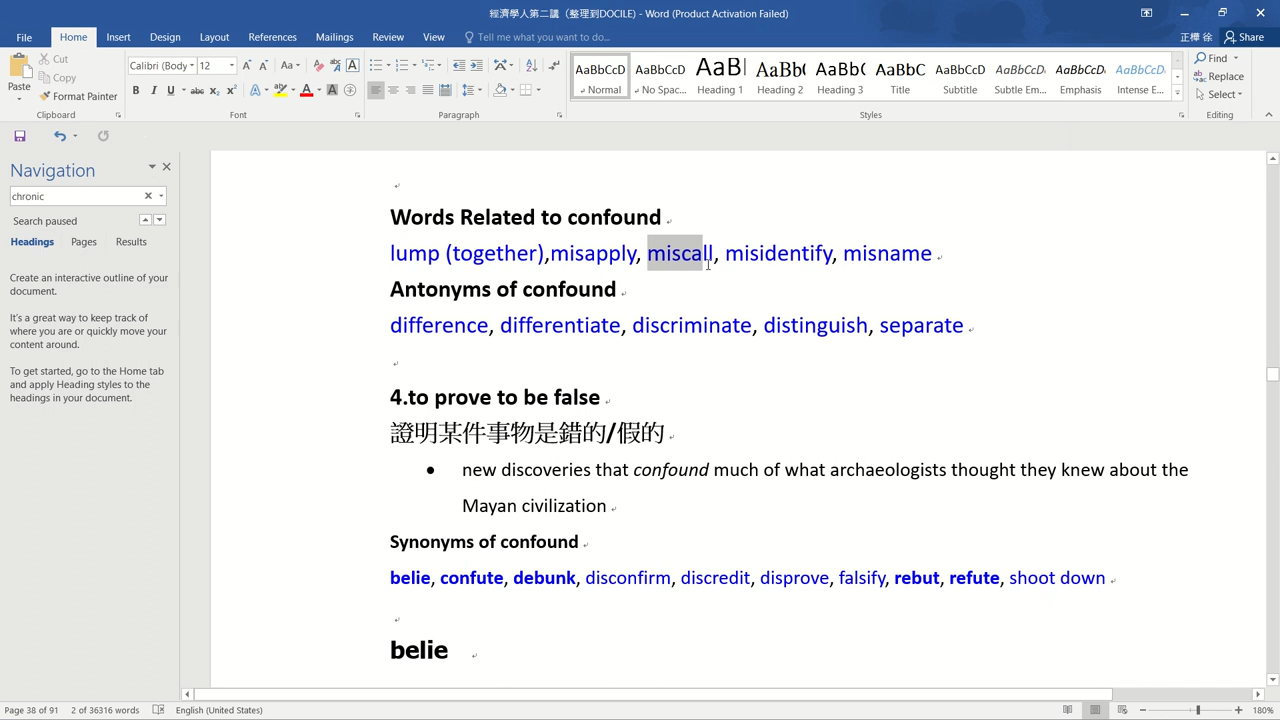 經濟學人第二講（整理到DOCILE) - Word (Product Activation Failed)
File Home Insert Design Layout References Mailings Review View Tell me what you want to do... 正樺 徐 Share
Paste Cut Copy Format Painter
Calibri (Body 12
AaBbCcD Normal AaBbCcD No Spac... AaBl Heading 1 AaBb( Heading 2 AaBb( Heading 3 AaBbC Title AaBbCcD Subtitle AaBbCcD Subtle Em... AaBbCcD Emphasis AaBbCcD Intense E...
Find Replace Select
Clipboard Font Paragraph Styles Editing
Navigation
chronic
Search paused
Headings Pages Results
Create an interactive outline of your document.
It's a great way to keep track of where you are or quickly move your content around.
To get started, go to the Home tab and apply Heading styles to the headings in your document.
Words Related to confound
lump (together),misapply, miscall, misidentify, misname
Antonyms of confound
difference, differentiate, discriminate, distinguish, separate
4.to prove to be false
證明某件事物是錯的/假的
● new discoveries that confound much of what archaeologists thought they knew about the
Mayan civilization
Synonyms of confound
belie, confute, debunk, disconfirm, discredit, disprove, falsify, rebut, refute, shoot down
belie
Page 38 of 91 2 of 36316 words English (United States) 180%